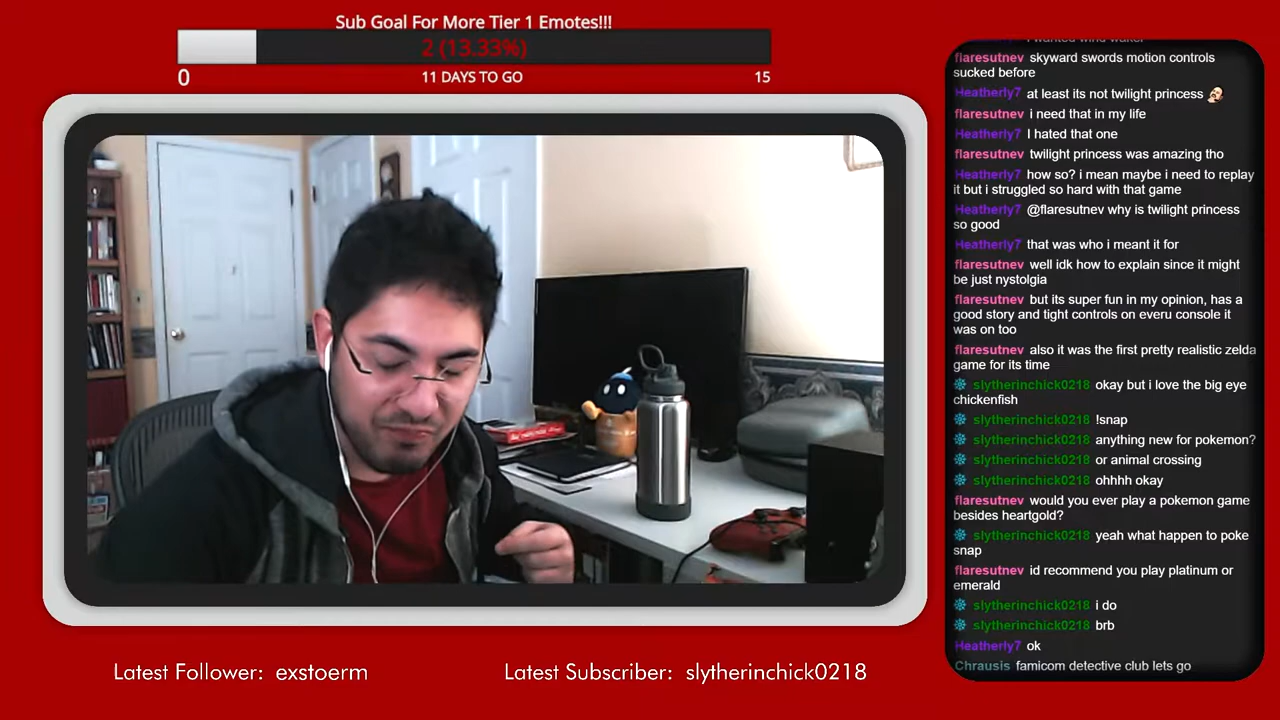 Sub Goal For More Tier 1 Emotes!!!
2 (13.33%)
0
11 DAYS TO GO
15
i wanted wind waker
flaresutnev skyward swords motion controls
sucked before
Heatherly7 at least its not twilight princess
flaresutnev i need that in my life
Heatherly7 I hated that one
flaresutnev twilight princess was amazing tho
Heatherly7 how so? i mean maybe i need to replay
it but i struggled so hard with that game
Heatherly7 @flaresutnev why is twilight princess
so good
Heatherly7 that was who i meant it for
flaresutnev well idk how to explain since it might
be just nystolgia
flaresutnev but its super fun in my opinion, has a
good story and tight controls on everu console it
was on too
flaresutnev also it was the first pretty realistic zelda
game for its time
slytherinchick0218 okay but i love the big eye
chickenfish
slytherinchick0218 !snap
slytherinchick0218 anything new for pokemon?
slytherinchick0218 or animal crossing
slytherinchick0218 ohhhh okay
flaresutnev would you ever play a pokemon game
besides heartgold?
slytherinchick0218 yeah what happen to poke
snap
flaresutnev id recommend you play platinum or
emerald
slytherinchick0218 i do
slytherinchick0218 brb
Heatherly7 ok
Chrausis famicom detective club lets go
Latest Follower: exstoerm
Latest Subscriber: slytherinchick0218